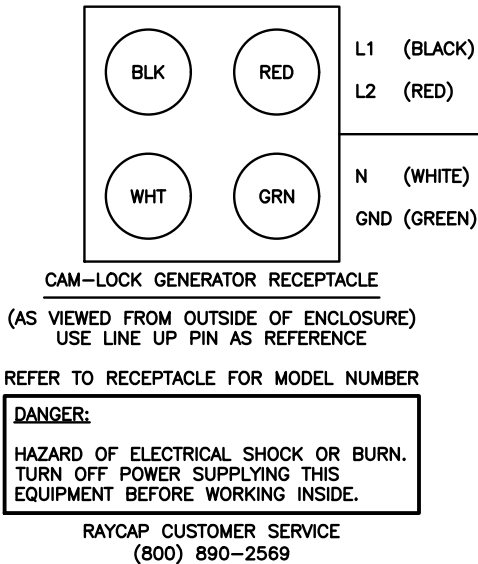 BLK RED
WHT GRN
L1 (BLACK)
L2 (RED)
N (WHITE)
GND (GREEN)
CAM-LOCK GENERATOR RECEPTACLE
(AS VIEWED FROM OUTSIDE OF ENCLOSURE)
USE LINE UP PIN AS REFERENCE
REFER TO RECEPTACLE FOR MODEL NUMBER
DANGER:
HAZARD OF ELECTRICAL SHOCK OR BURN.
TURN OFF POWER SUPPLYING THIS
EQUIPMENT BEFORE WORKING INSIDE.
RAYCAP CUSTOMER SERVICE
(800) 890-2569